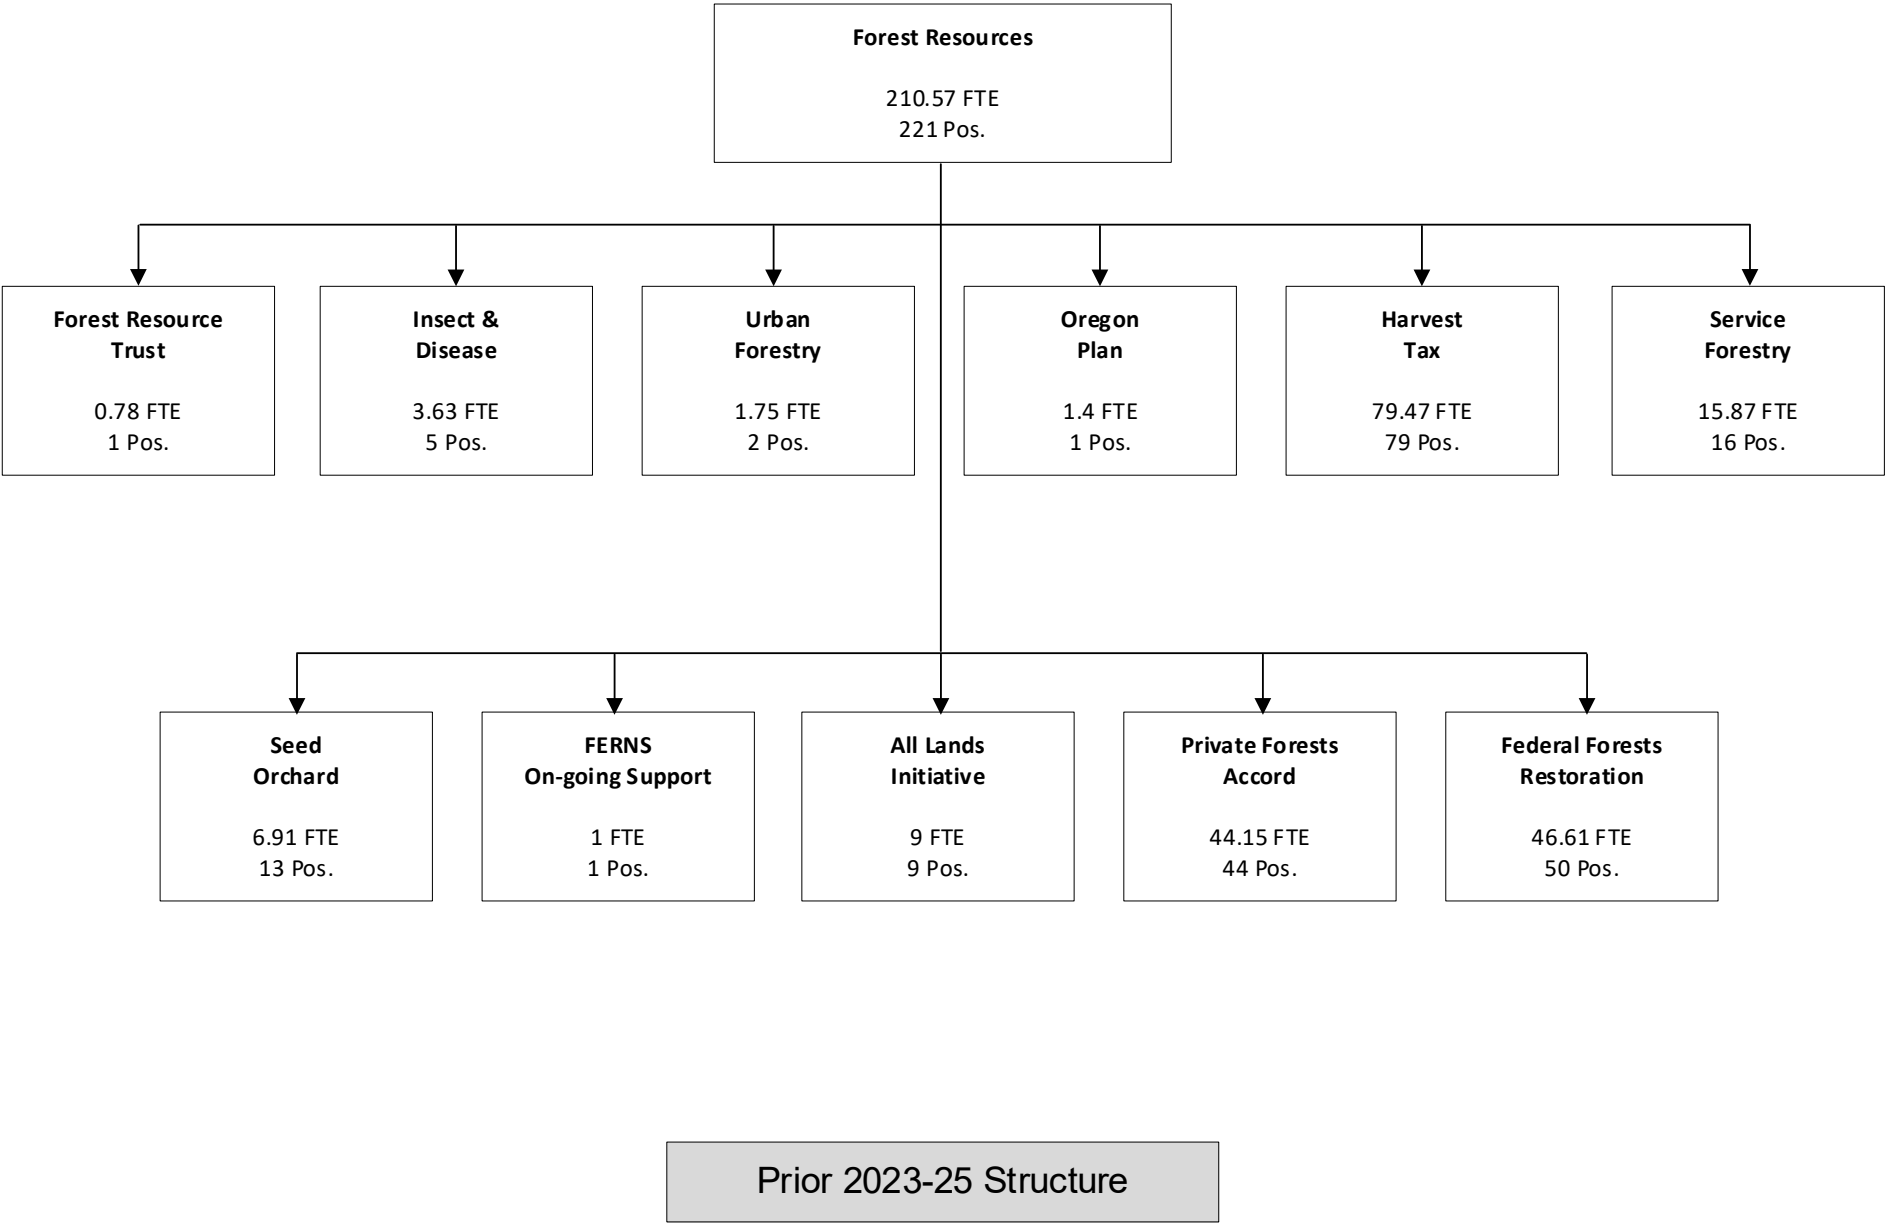 Forest Resources
210.57 FTE
221 Pos.
Forest Resource
Trust
0.78 FTE
1 Pos.
Insect &
Disease
3.63 FTE
5 Pos.
Urban
Forestry
1.75 FTE
2 Pos.
Oregon
Plan
1.4 FTE
1 Pos.
Harvest
Tax
79.47 FTE
79 Pos.
Service
Forestry
15.87 FTE
16 Pos.
Seed
Orchard
6.91 FTE
13 Pos.
FERNS
On-going Support
1 FTE
1 Pos.
All Lands
Initiative
9 FTE
9 Pos.
Private Forests
Accord
44.15 FTE
44 Pos.
Federal Forests
Restoration
46.61 FTE
50 Pos.
Prior 2023-25 Structure